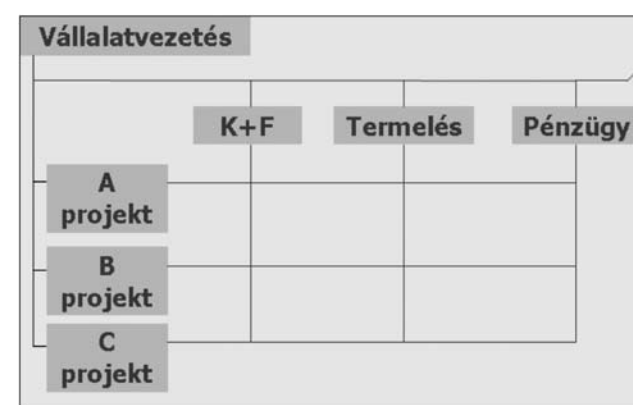 Vállalatvezetés
K+F
Termelés
Pénzügy
A
projekt
B
projekt
C
projekt